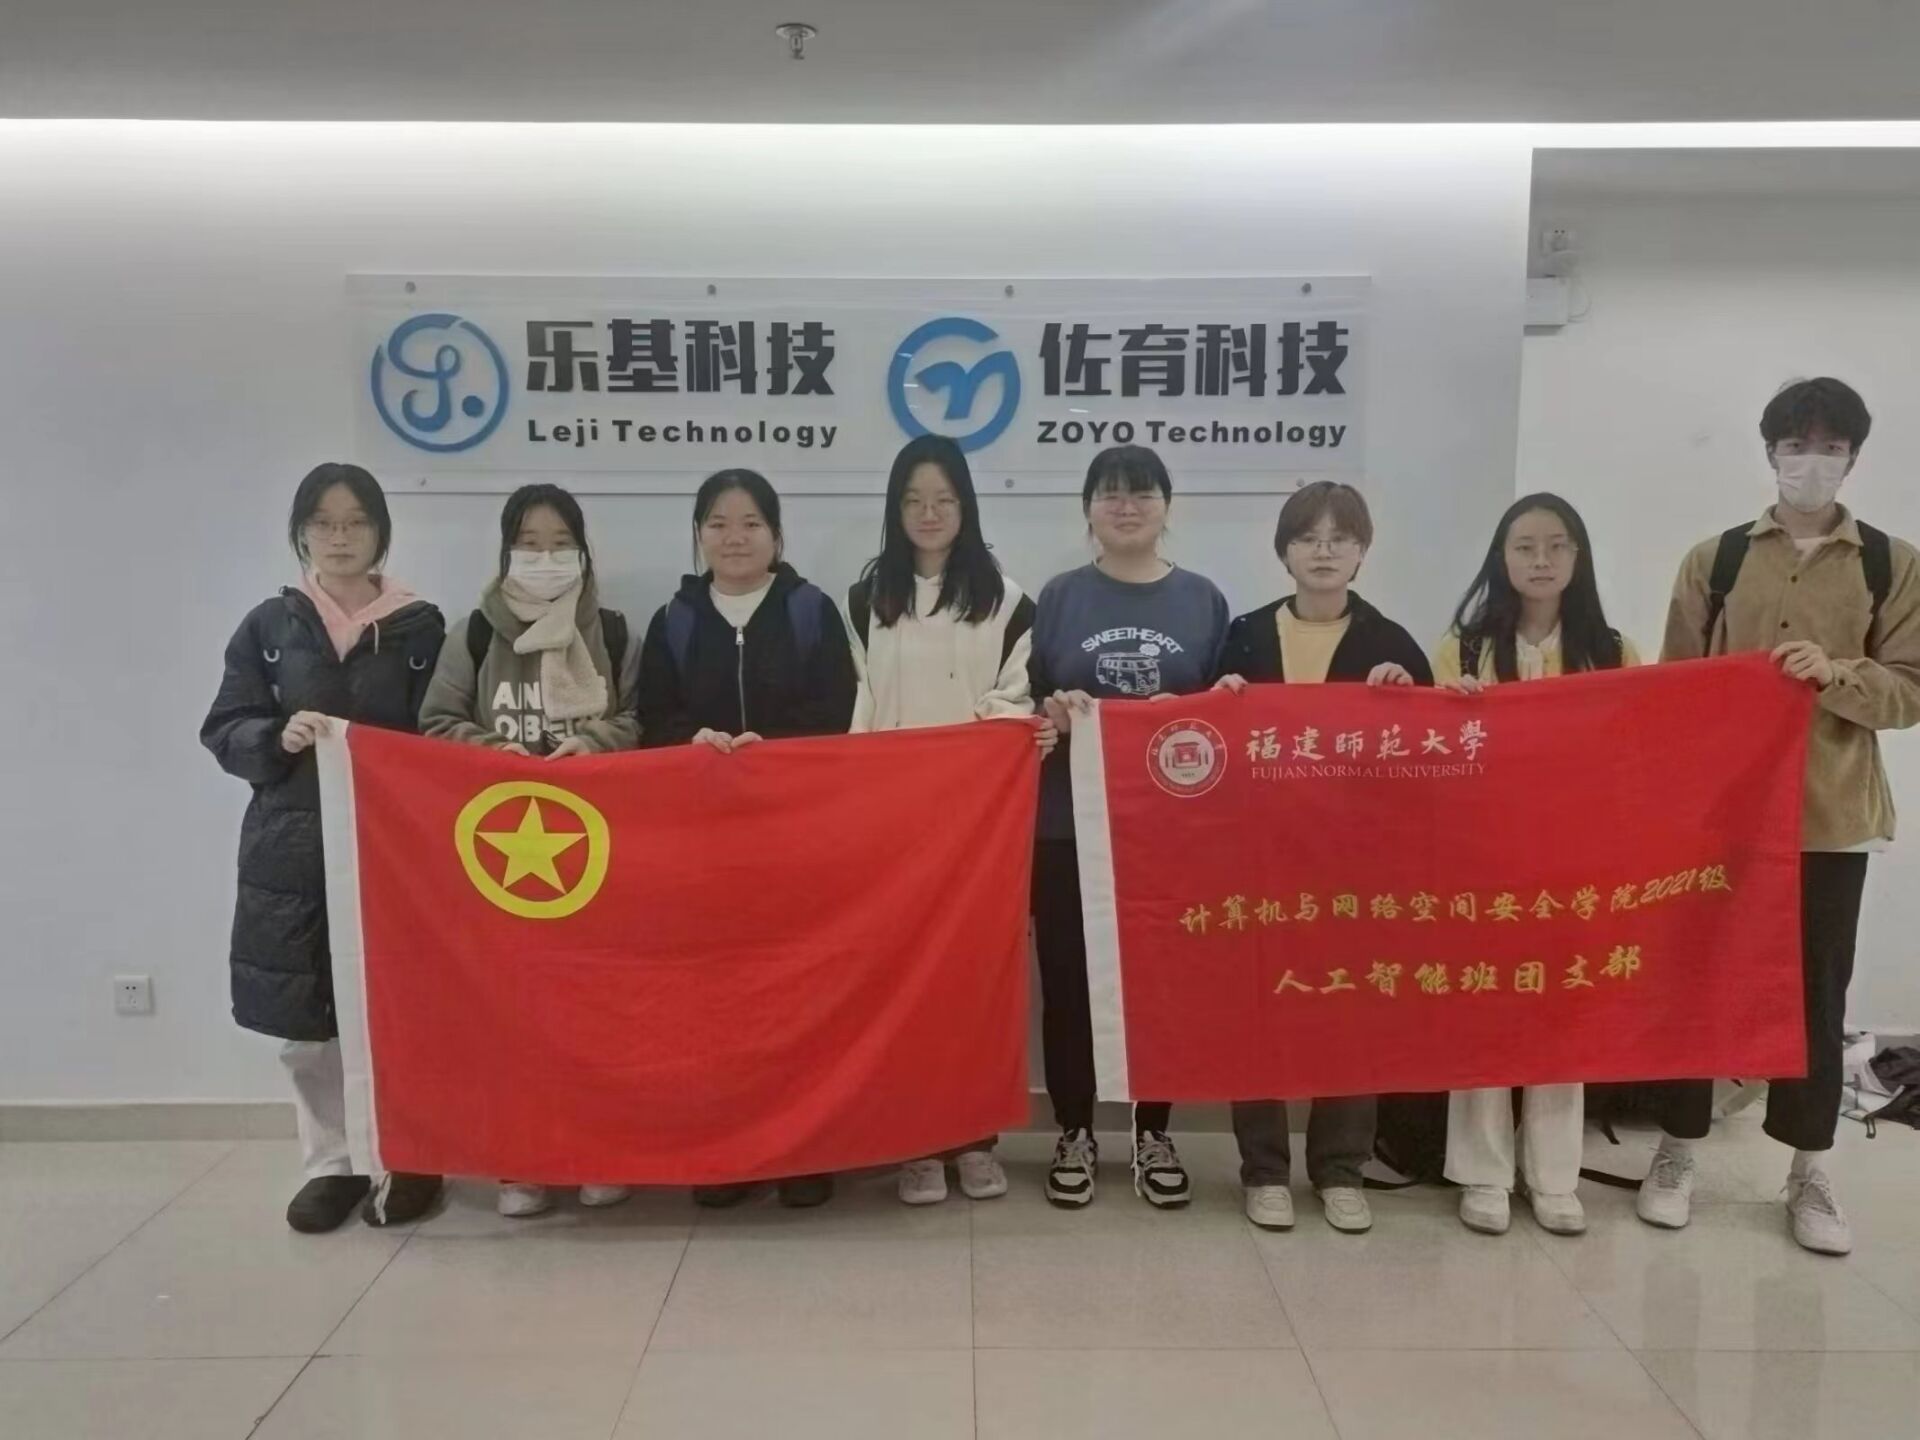 乐基科技
Leji Technology
佐育科技
ZOYO Technology
SWEETHEART
福建師範大學
FUJIAN NORMAL UNIVERSITY
1907
计算机与网络空间安全学院2021级
人工智能班团支部